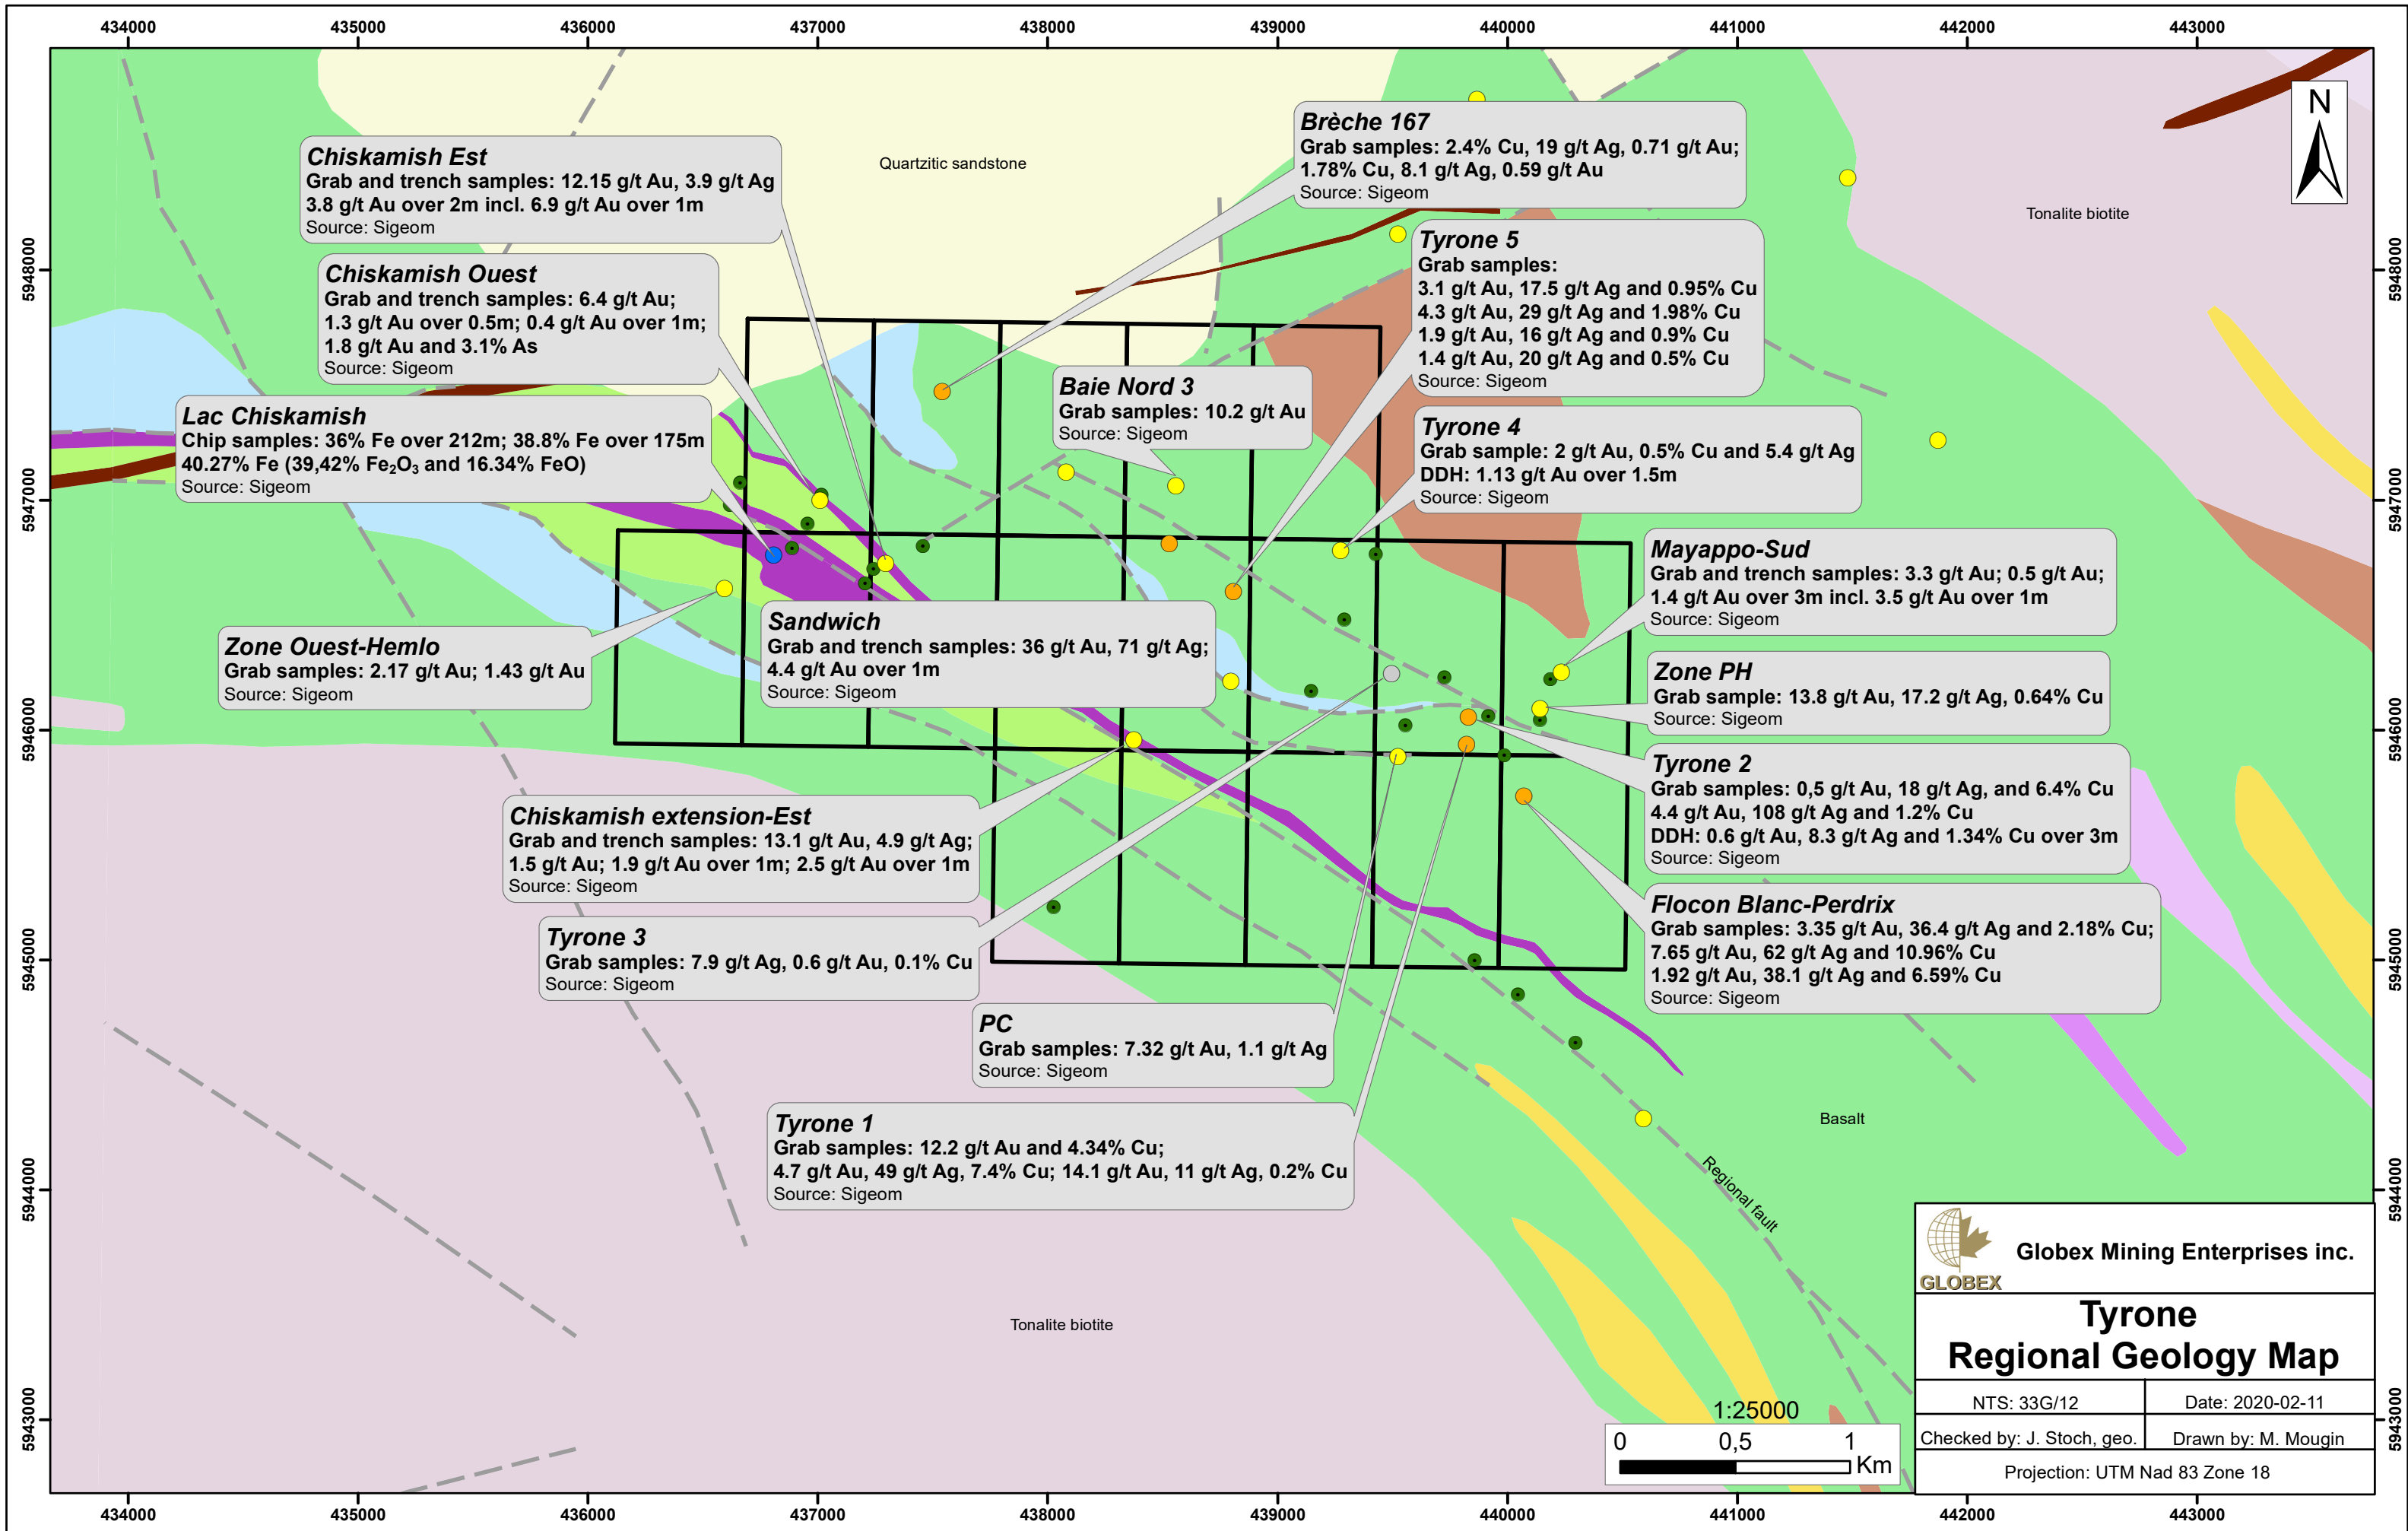 434000 435000 436000 437000 438000 439000 440000 441000 442000 443000
N
Quartzitic sandstone
Tonalite biotite
Chiskamish Est
Grab and trench samples: 12.15 g/t Au, 3.9 g/t Ag
3.8 g/t Au over 2m incl. 6.9 g/t Au over 1m
Source: Sigeom
Brèche 167
Grab samples: 2.4% Cu, 19 g/t Ag, 0.71 g/t Au;
1.78% Cu, 8.1 g/t Ag, 0.59 g/t Au
Source: Sigeom
Chiskamish Ouest
Grab and trench samples: 6.4 g/t Au;
1.3 g/t Au over 0.5m; 0.4 g/t Au over 1m;
1.8 g/t Au and 3.1% As
Source: Sigeom
Tyrone 5
Grab samples:
3.1 g/t Au, 17.5 g/t Ag and 0.95% Cu
4.3 g/t Au, 29 g/t Ag and 1.98% Cu
1.9 g/t Au, 16 g/t Ag and 0.9% Cu
1.4 g/t Au, 20 g/t Ag and 0.5% Cu
Source: Sigeom
Baie Nord 3
Grab samples: 10.2 g/t Au
Source: Sigeom
Lac Chiskamish
Chip samples: 36% Fe over 212m; 38.8% Fe over 175m
40.27% Fe (39,42% Fe₂O₃ and 16.34% FeO)
Source: Sigeom
Tyrone 4
Grab sample: 2 g/t Au, 0.5% Cu and 5.4 g/t Ag
DDH: 1.13 g/t Au over 1.5m
Source: Sigeom
Mayappo-Sud
Grab and trench samples: 3.3 g/t Au; 0.5 g/t Au;
1.4 g/t Au over 3m incl. 3.5 g/t Au over 1m
Source: Sigeom
Zone Ouest-Hemlo
Grab samples: 2.17 g/t Au; 1.43 g/t Au
Source: Sigeom
Sandwich
Grab and trench samples: 36 g/t Au, 71 g/t Ag;
4.4 g/t Au over 1m
Source: Sigeom
Zone PH
Grab sample: 13.8 g/t Au, 17.2 g/t Ag, 0.64% Cu
Source: Sigeom
Tyrone 2
Grab samples: 0,5 g/t Au, 18 g/t Ag, and 6.4% Cu
4.4 g/t Au, 108 g/t Ag and 1.2% Cu
DDH: 0.6 g/t Au, 8.3 g/t Ag and 1.34% Cu over 3m
Source: Sigeom
Chiskamish extension-Est
Grab and trench samples: 13.1 g/t Au, 4.9 g/t Ag;
1.5 g/t Au; 1.9 g/t Au over 1m; 2.5 g/t Au over 1m
Source: Sigeom
Flocon Blanc-Perdrix
Grab samples: 3.35 g/t Au, 36.4 g/t Ag and 2.18% Cu;
7.65 g/t Au, 62 g/t Ag and 10.96% Cu
1.92 g/t Au, 38.1 g/t Ag and 6.59% Cu
Source: Sigeom
Tyrone 3
Grab samples: 7.9 g/t Ag, 0.6 g/t Au, 0.1% Cu
Source: Sigeom
PC
Grab samples: 7.32 g/t Au, 1.1 g/t Ag
Source: Sigeom
Tyrone 1
Grab samples: 12.2 g/t Au and 4.34% Cu;
4.7 g/t Au, 49 g/t Ag, 7.4% Cu; 14.1 g/t Au, 11 g/t Ag, 0.2% Cu
Source: Sigeom
Basalt
Regional fault
Tonalite biotite
5948000
5947000
5946000
5945000
5944000
5943000
5948000
5947000
5946000
5945000
5944000
5943000
1:25000
0 0,5 1
Km
GLOBEX
Globex Mining Enterprises inc.
Tyrone
Regional Geology Map
NTS: 33G/12
Date: 2020-02-11
Checked by: J. Stoch, geo.
Drawn by: M. Mougin
Projection: UTM Nad 83 Zone 18
434000 435000 436000 437000 438000 439000 440000 441000 442000 443000